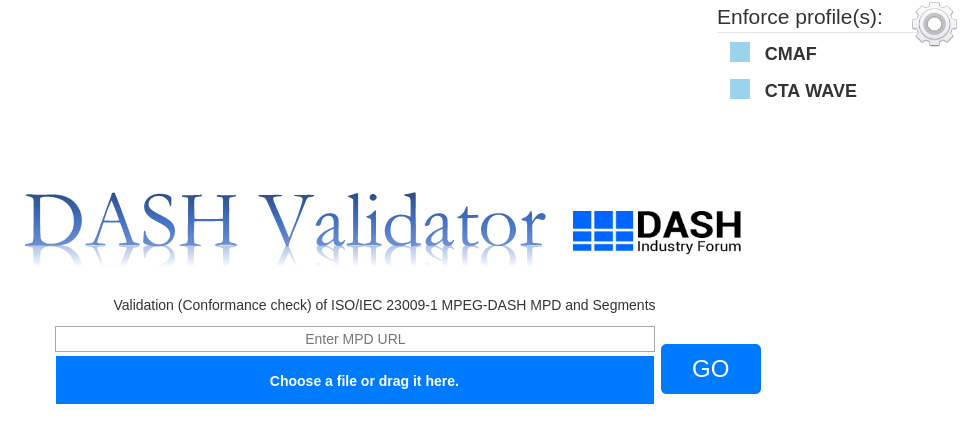 Enforce profile(s):
CMAF
CTA WAVE
DASH Validator
DASH
Industry Forum
Validation (Conformance check) of ISO/IEC 23009-1 MPEG-DASH MPD and Segments
Enter MPD URL
Choose a file or drag it here.
GO